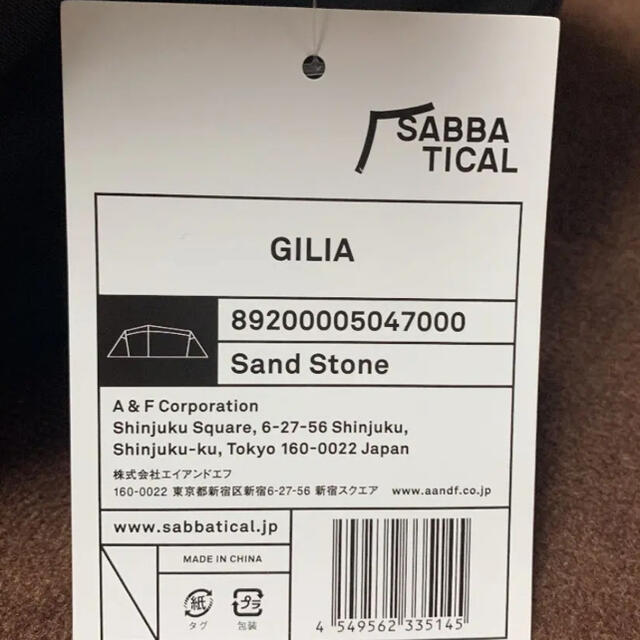 SABBA
TICAL
GILIA
89200005047000
Sand Stone
A & F Corporation
Shinjuku Square, 6-27-56 Shinjuku,
Shinjuku-ku, Tokyo 160-0022 Japan
株式会社エイアンドエフ
160-0022 東京都新宿区新宿6-27-56 新宿スクエア www.aandf.co.jp
www.sabbatical.jp
MADE IN CHINA
紙 プラ
タグ 包装
4 549562 335145